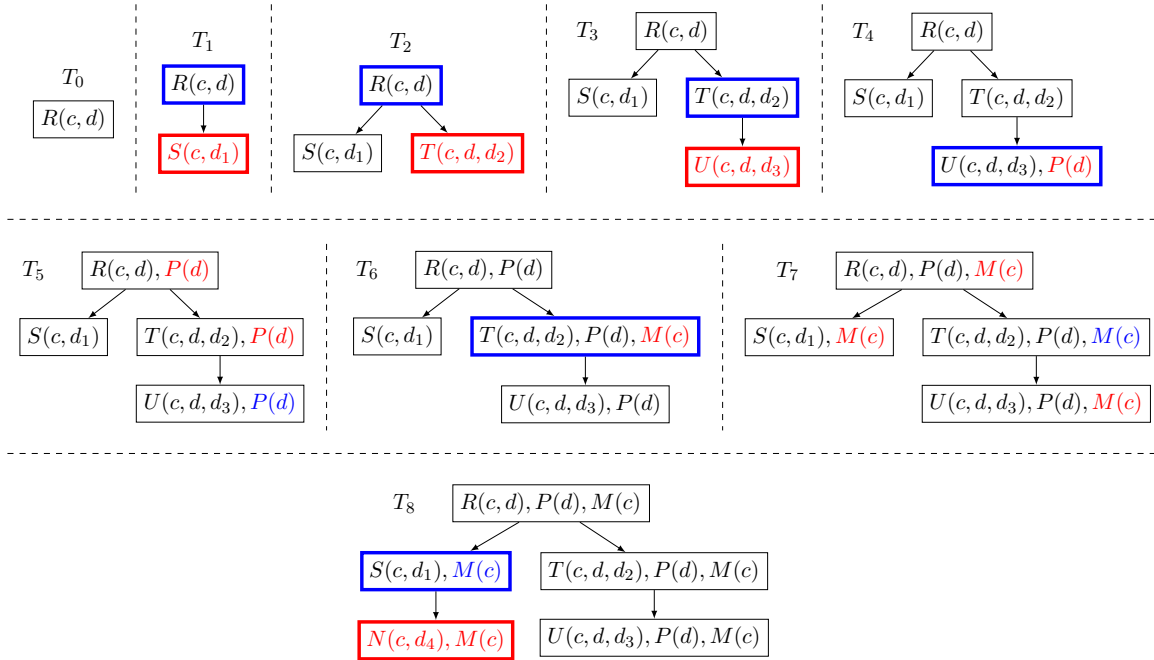 T₀
R(c, d)
T₁
R(c, d)
S(c, d₁)
T₂
R(c, d)
S(c, d₁) T(c, d, d₂)
T₃ R(c, d)
S(c, d₁) T(c, d, d₂)
U(c, d, d₃)
T₄ R(c, d)
S(c, d₁) T(c, d, d₂)
U(c, d, d₃), P(d)
T₅ R(c, d), P(d)
S(c, d₁) T(c, d, d₂), P(d)
U(c, d, d₃), P(d)
T₆ R(c, d), P(d)
S(c, d₁) T(c, d, d₂), P(d), M(c)
U(c, d, d₃), P(d)
T₇ R(c, d), P(d), M(c)
S(c, d₁), M(c) T(c, d, d₂), P(d), M(c)
U(c, d, d₃), P(d), M(c)
T₈ R(c, d), P(d), M(c)
S(c, d₁), M(c) T(c, d, d₂), P(d), M(c)
N(c, d₄), M(c) U(c, d, d₃), P(d), M(c)